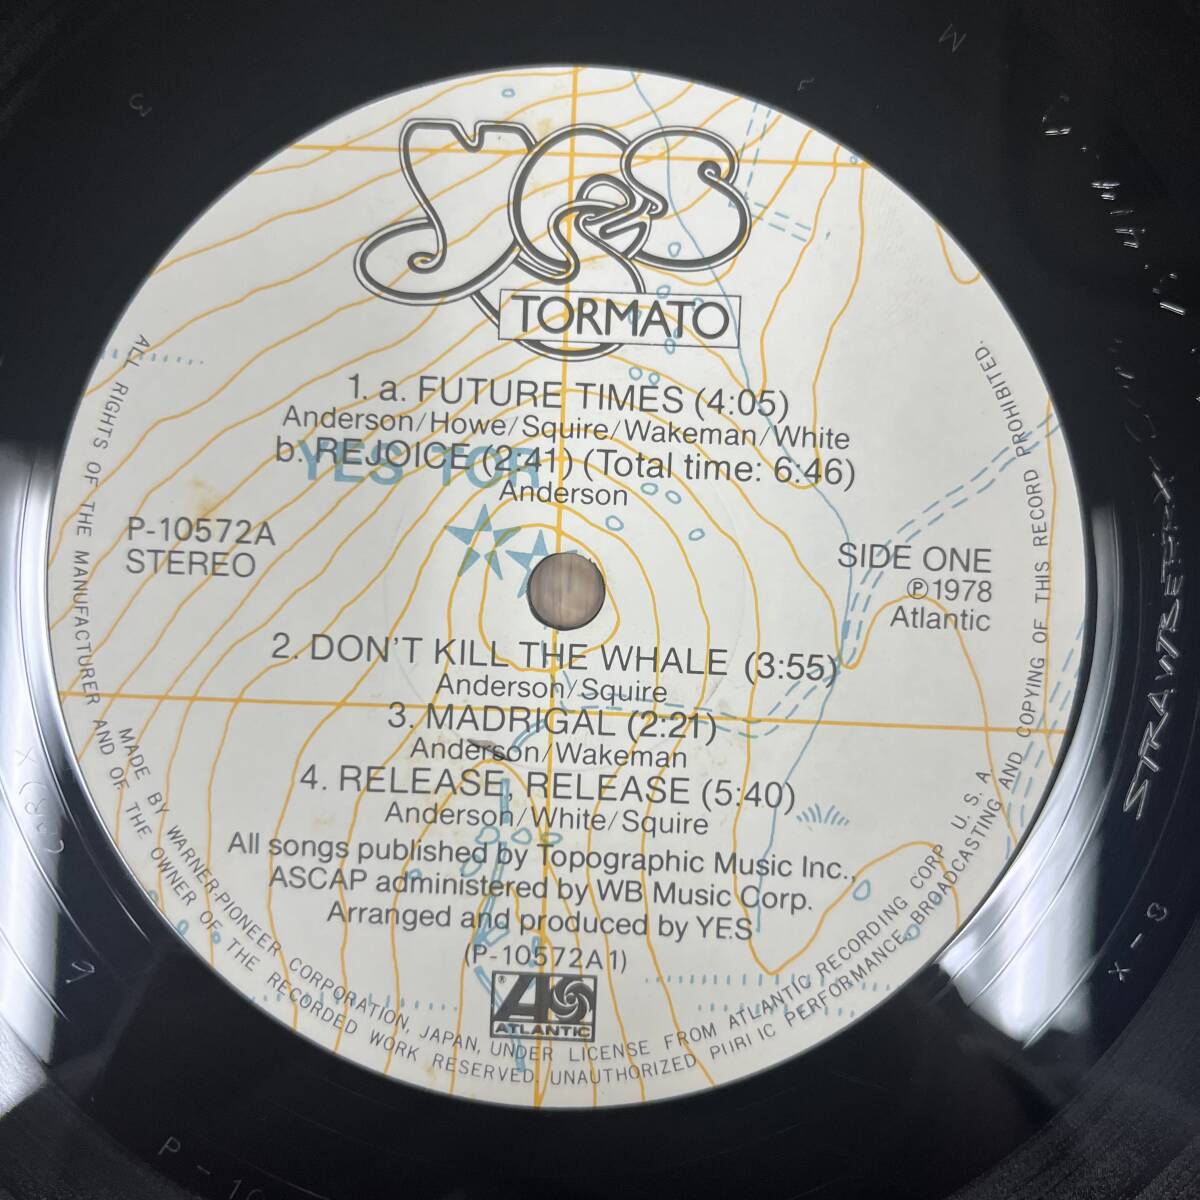 YES
TORMATO
1. a. FUTURE TIMES (4:05)
Anderson/Howe/Squire/Wakeman/White
b. REJOICE (2:41) (Total time: 6:46)
YES TOR
Anderson
P-10572A
STEREO
SIDE ONE
Ⓟ1978
Atlantic
2. DON'T KILL THE WHALE (3:55)
Anderson/Squire
3. MADRIGAL (2:21)
Anderson/Wakeman
4. RELEASE, RELEASE (5:40)
Anderson/White/Squire
All songs published by Topographic Music Inc.,
ASCAP administered by WB Music Corp.
Arranged and produced by YES
(P-10572A1)
®
ATLANTIC
MADE BY WARNER-PIONEER CORPORATION, JAPAN, UNDER LICENSE FROM ATLANTIC RECORDING CORP U. S. A
ALL RIGHTS OF THE MANUFACTURER AND OF THE OWNER OF THE RECORDED WORK RESERVED. UNAUTHORIZED PUBLIC PERFORMANCE, BROADCASTING AND COPYING OF THIS RECORD PROHIBITED.
P-10